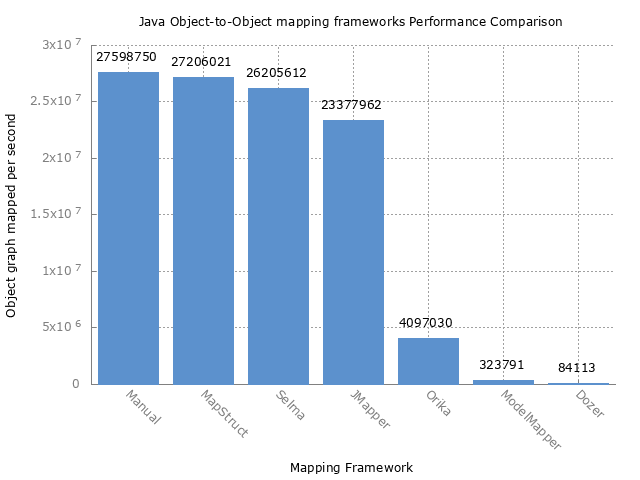 Java Object-to-Object mapping frameworks Performance Comparison
3x10 7
2.5x10 7
2x10 7
1.5x10 7
1x10 7
5x10 6
0
Object graph mapped per second
27598750
27206021
26205612
23377962
4097030
323791
84113
Manual
MapStruct
Selma
JMapper
Orika
ModelMapper
Dozer
Mapping Framework